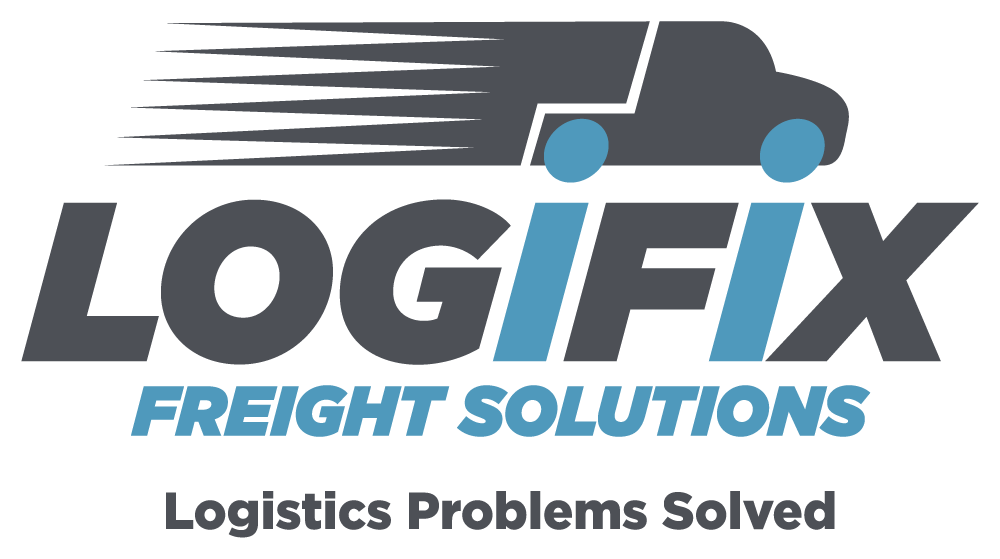 LOGiFiX
FREIGHT SOLUTIONS
Logistics Problems Solved